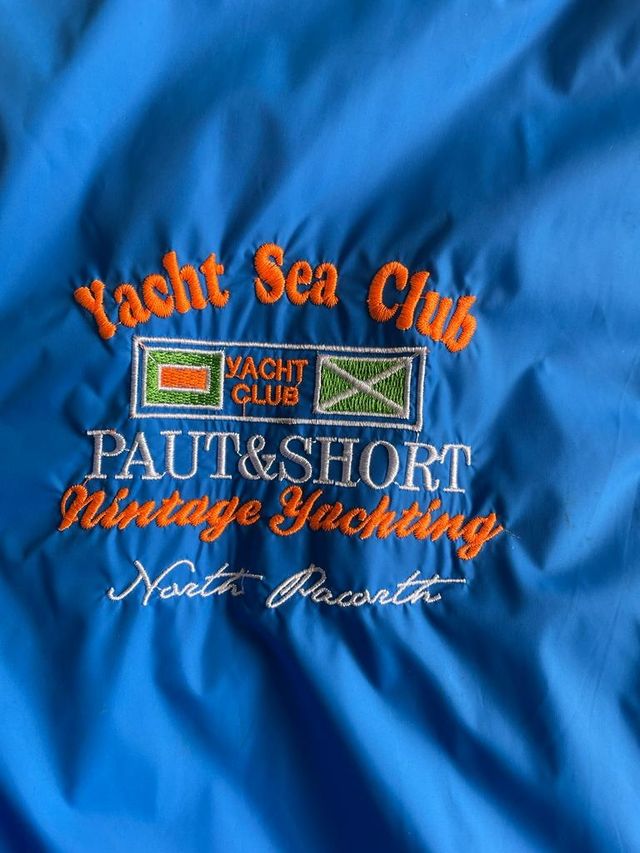 Yacht Sea Club
YACHT
CLUB
PAUT&SHORT
Nintage Yachting
North Pacorth